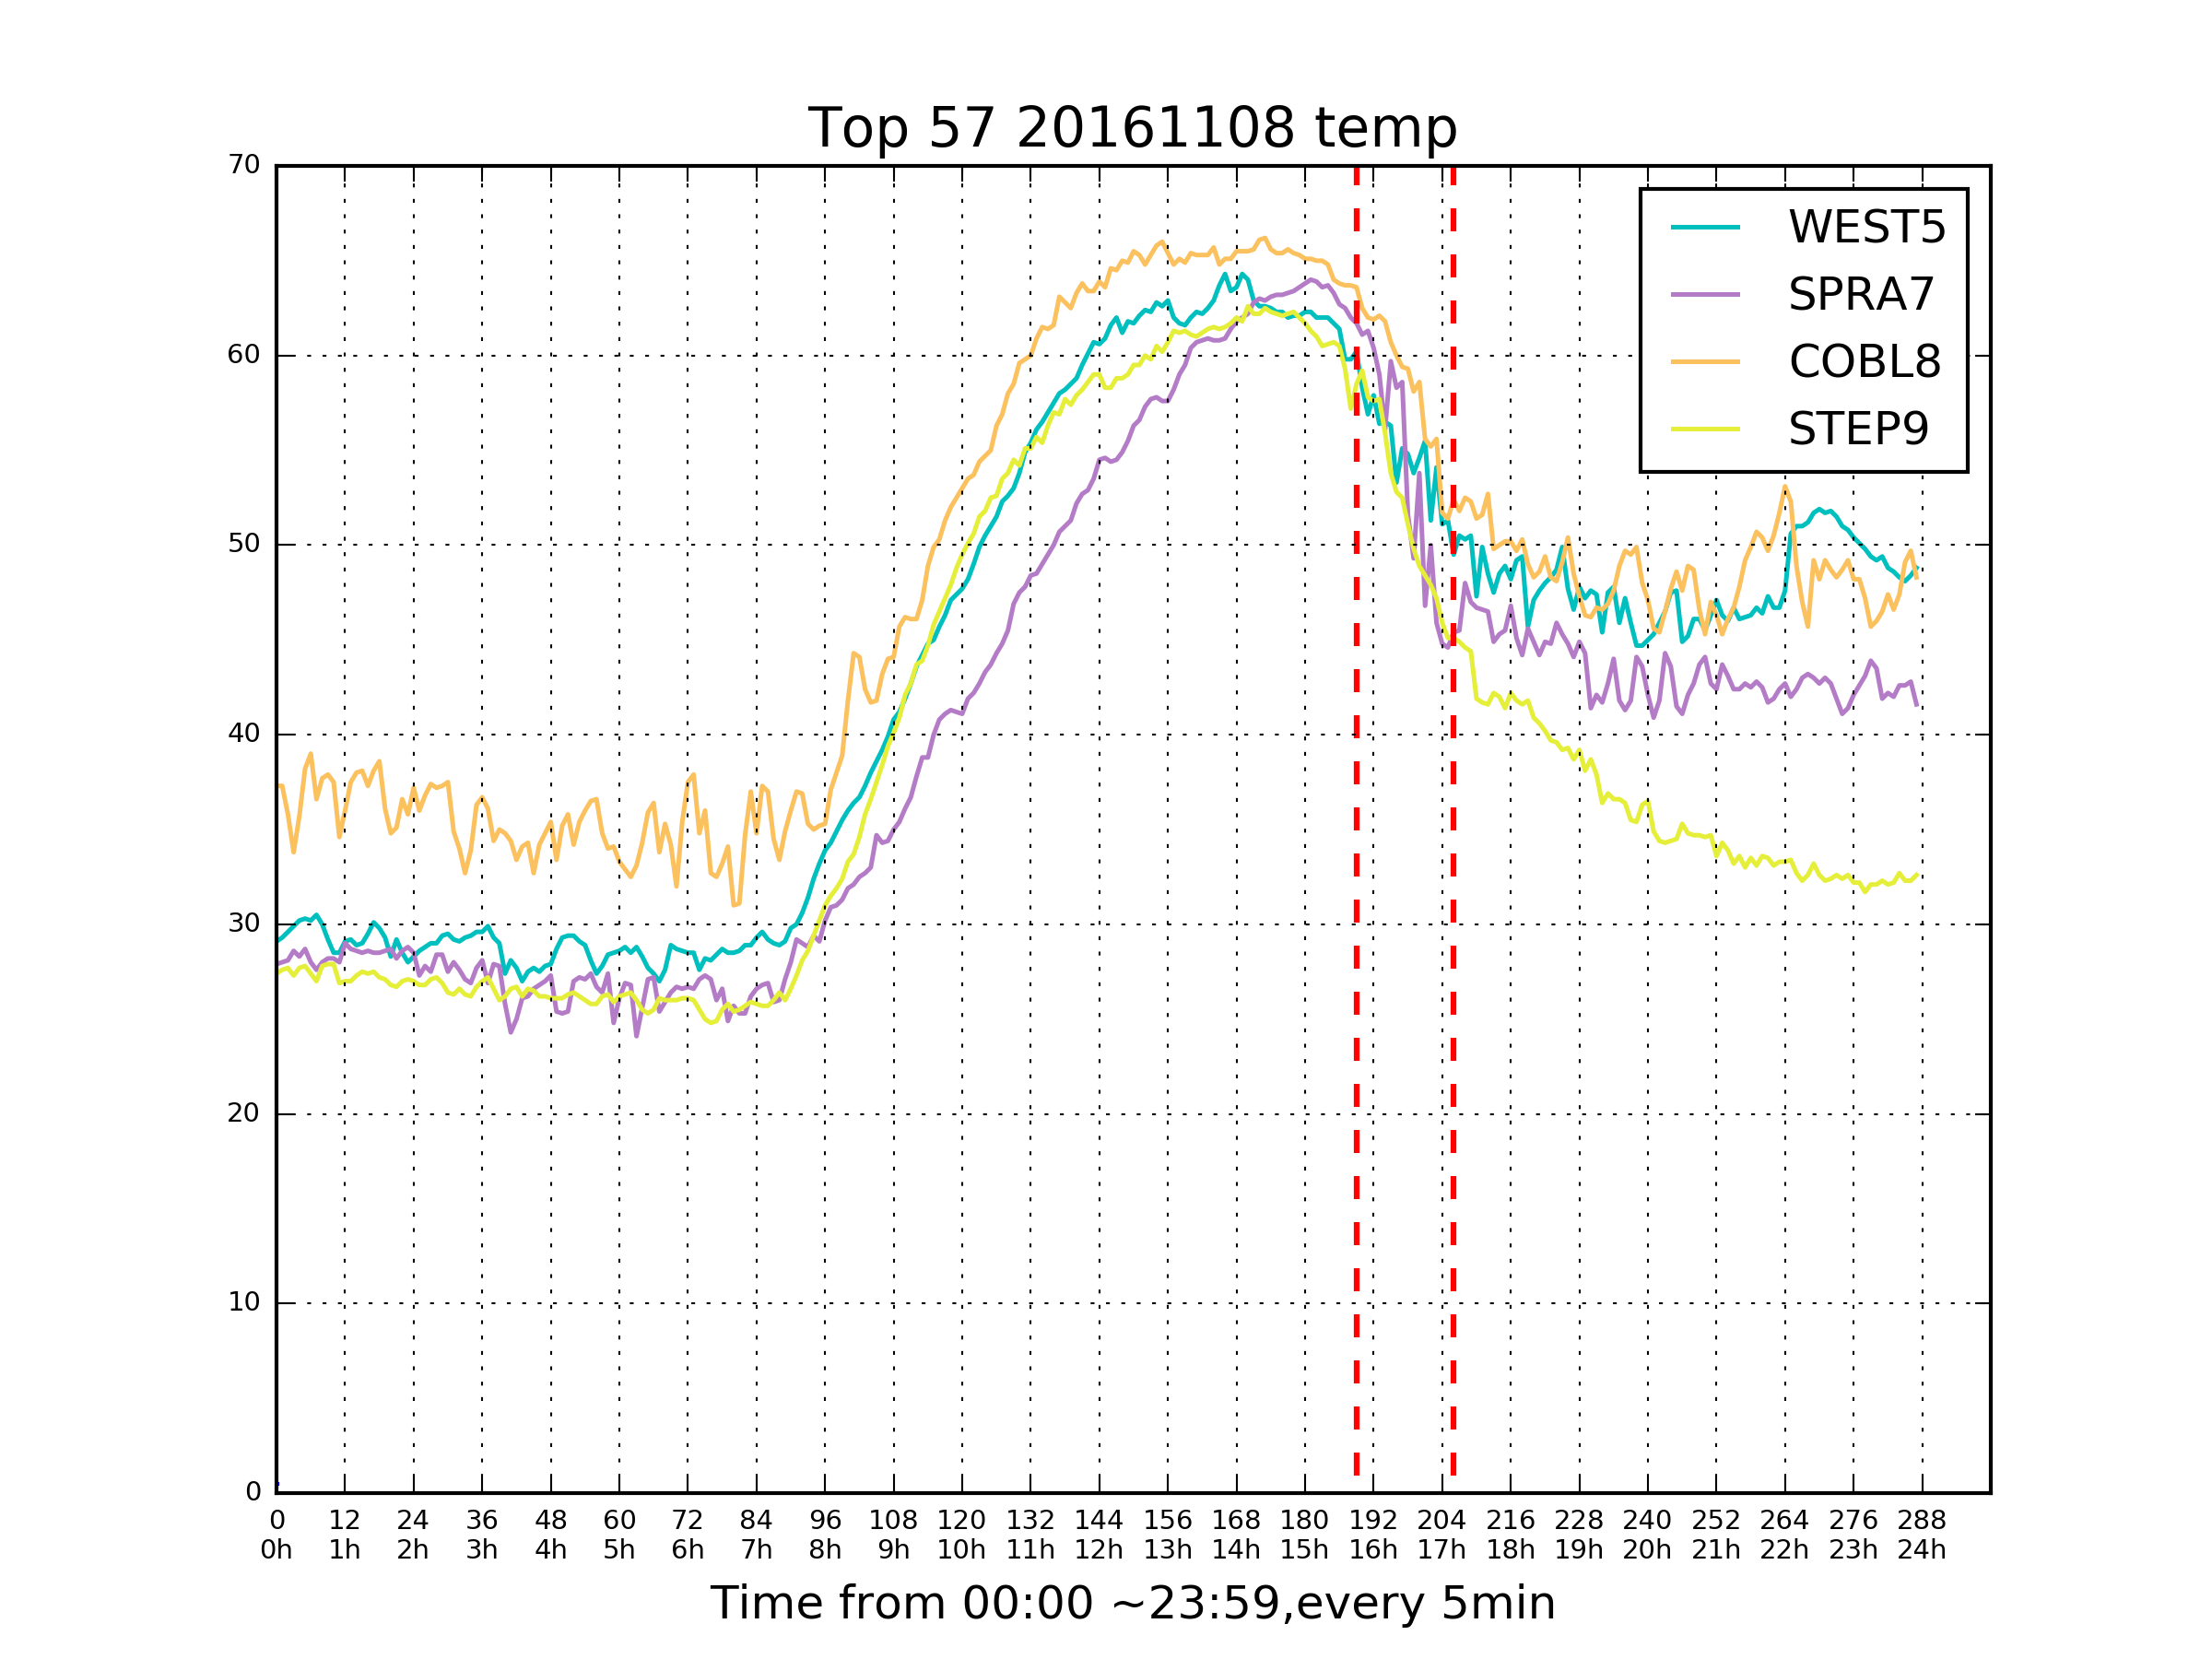 Top 57 20161108 temp
70
60
50
40
30
20
10
0
WEST5
SPRA7
COBL8
STEP9
0 12 24 36 48 60 72 84 96 108 120 132 144 156 168 180 192 204 216 228 240 252 264 276 288
0h 1h 2h 3h 4h 5h 6h 7h 8h 9h 10h 11h 12h 13h 14h 15h 16h 17h 18h 19h 20h 21h 22h 23h 24h
Time from 00:00 ~23:59,every 5min